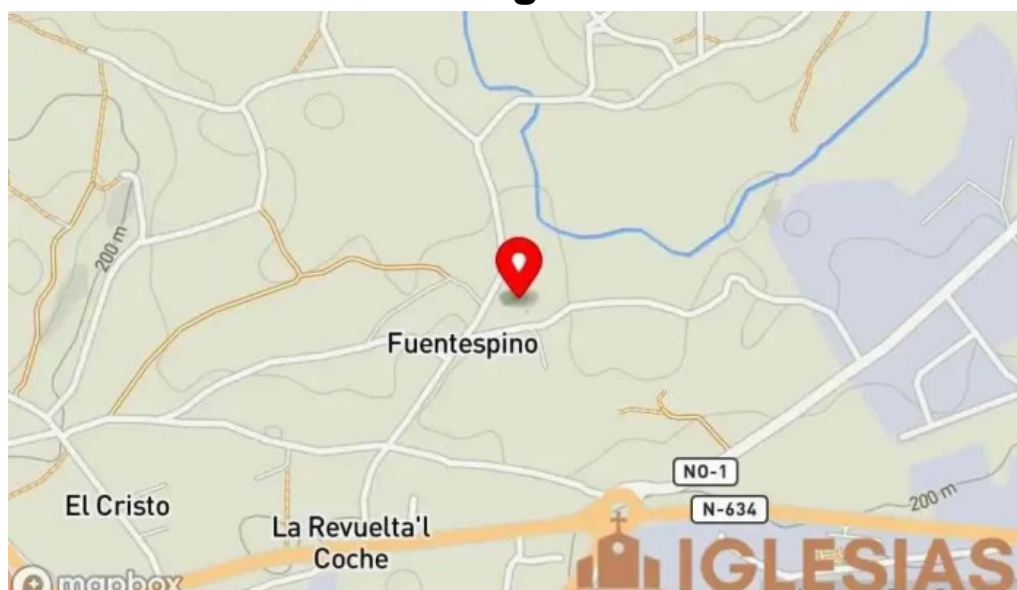 200 m
Fuentespino
NO-1
El Cristo
200 m
N-634
La Revuelta'l
Coche
mapbox
IGLESIAS